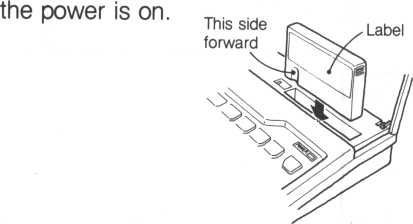 the power is on.
This side
forward
Label